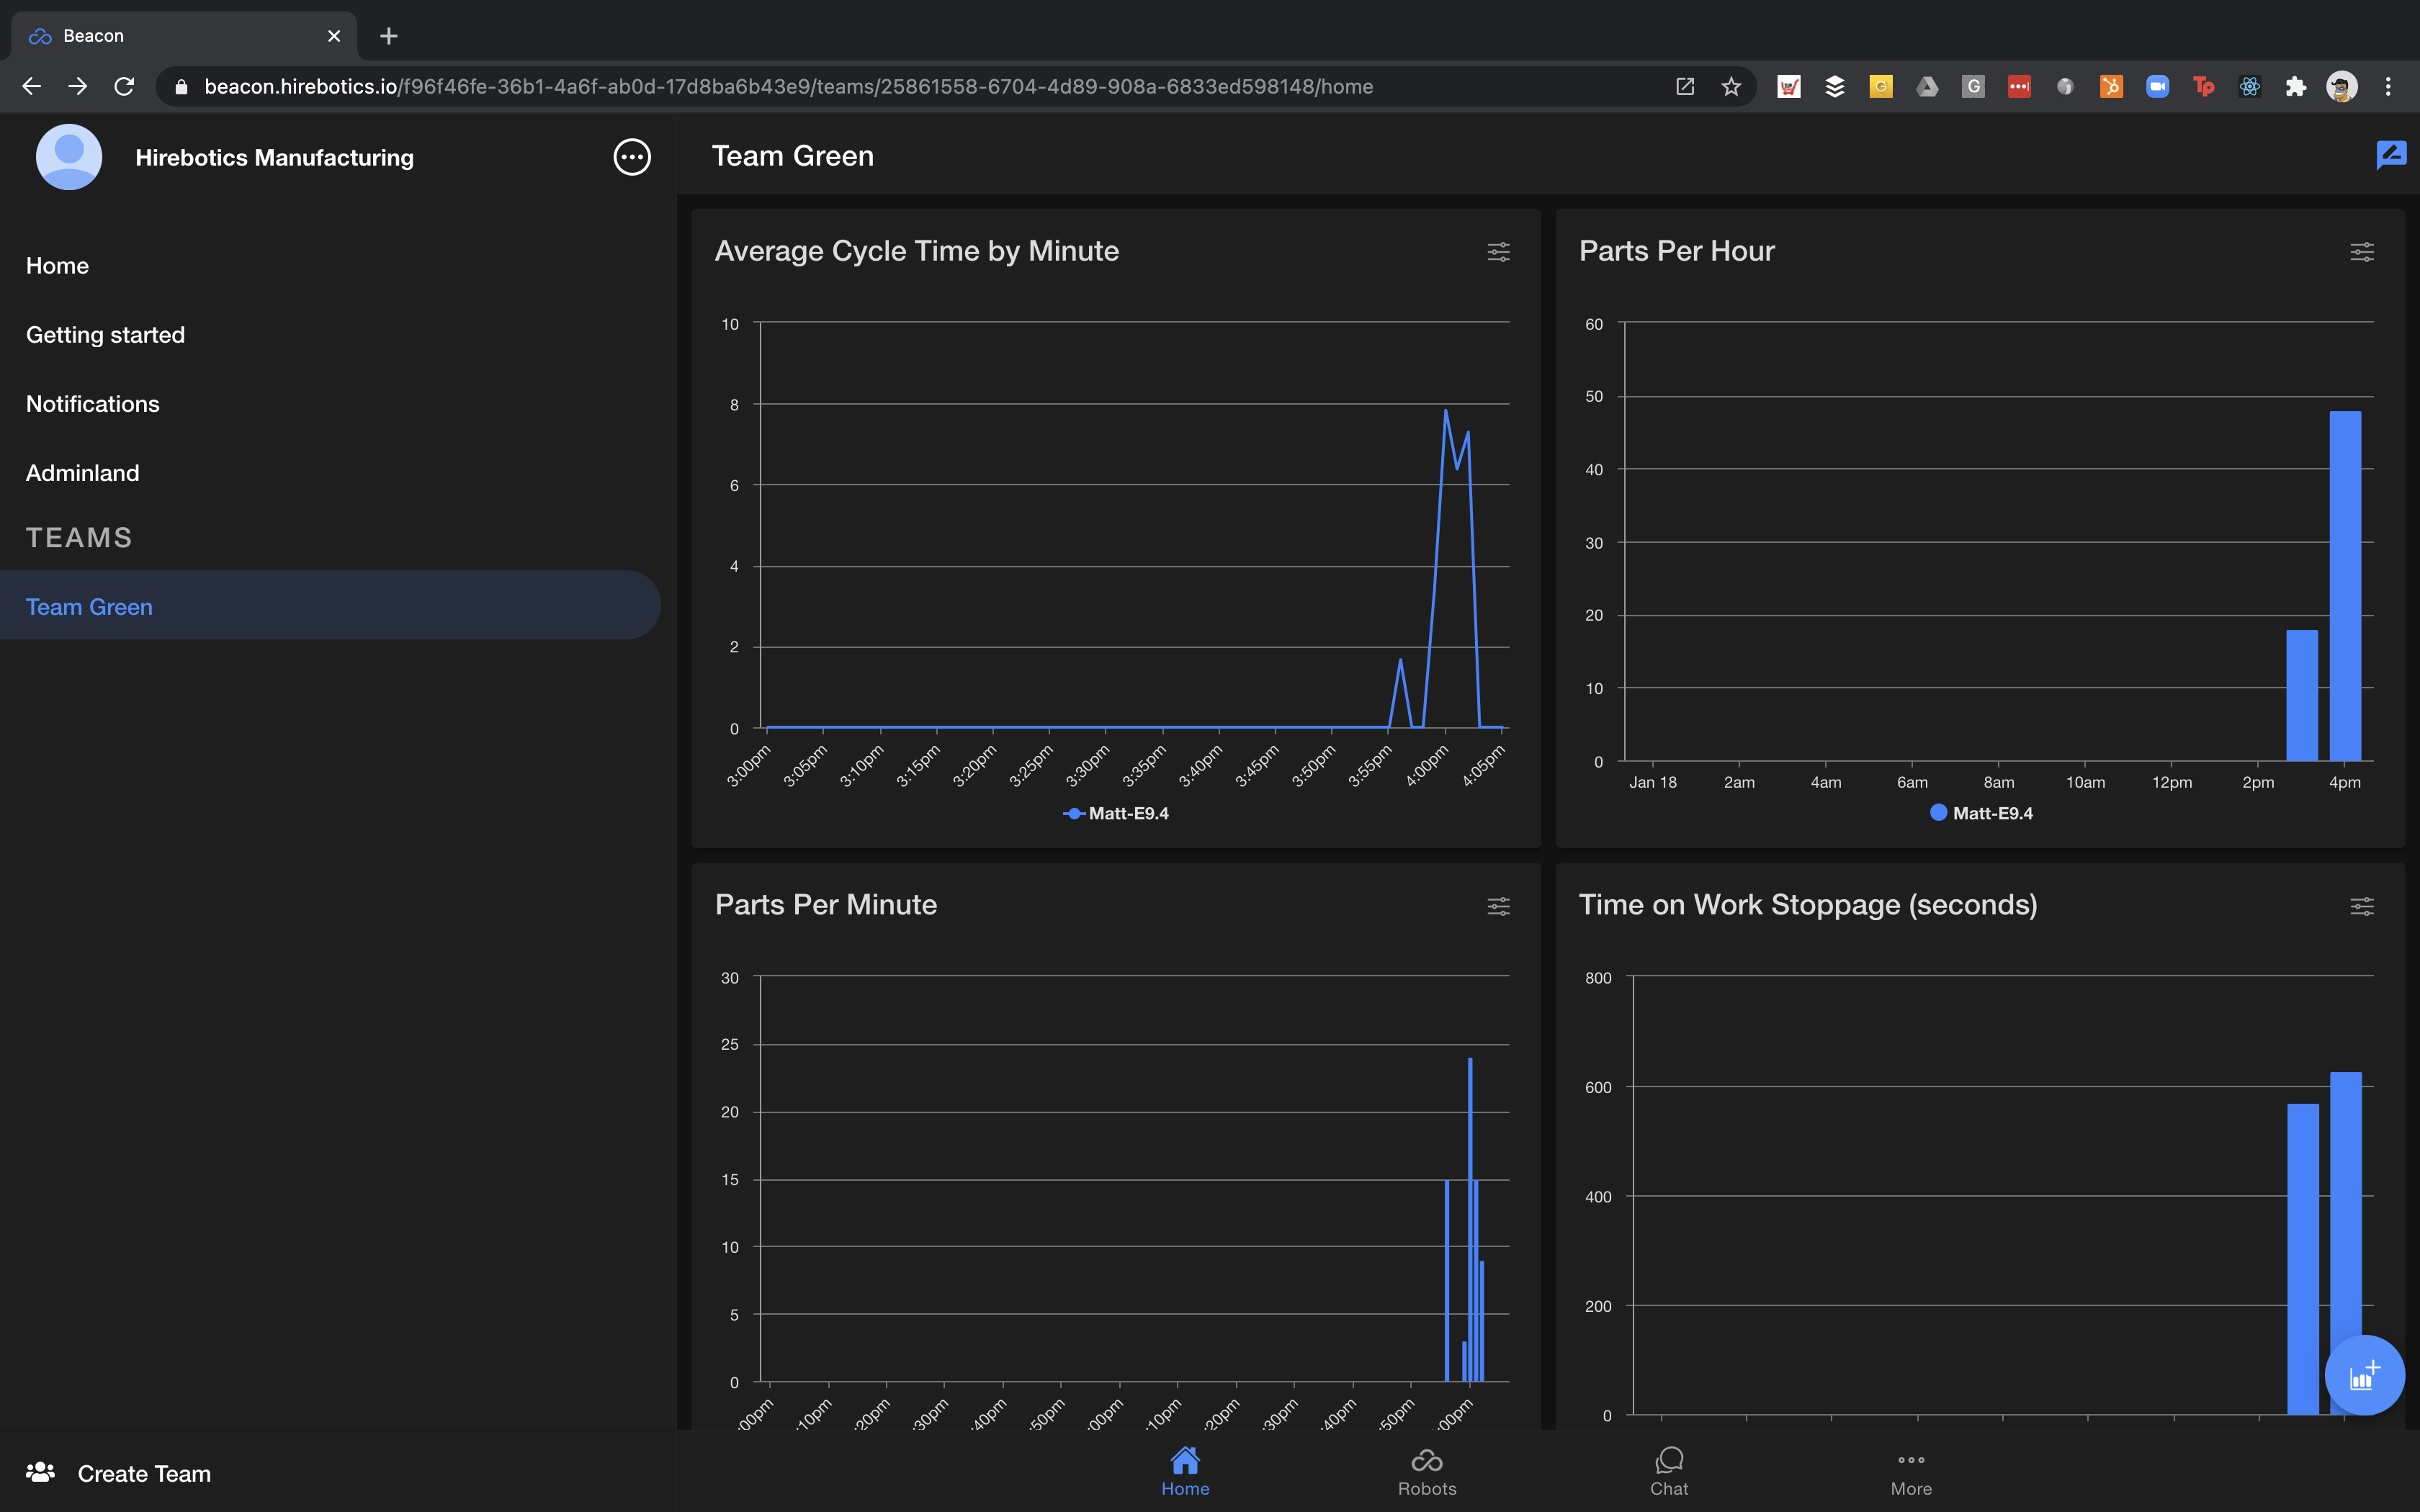 Beacon
beacon.hirebotics.io/f96f46fe-36b1-4a6f-ab0d-17d8ba6b43e9/teams/25861558-6704-4d89-908a-6833ed598148/home
G
G
Tp
Hirebotics Manufacturing
Home
Getting started
Notifications
Adminland
TEAMS
Team Green
Create Team
Team Green
Average Cycle Time by Minute
10
8
6
4
2
0
3:00pm 3:05pm 3:10pm 3:15pm 3:20pm 3:25pm 3:30pm 3:35pm 3:40pm 3:45pm 3:50pm 3:55pm 4:00pm 4:05pm
Matt-E9.4
Parts Per Hour
60
50
40
30
20
10
0
Jan 18 2am 4am 6am 8am 10am 12pm 2pm 4pm
Matt-E9.4
Parts Per Minute
30
25
20
15
10
5
0
:00pm :10pm :20pm :30pm :40pm :50pm :00pm :10pm :20pm :30pm :40pm :50pm :00pm
Time on Work Stoppage (seconds)
800
600
400
200
0
Home Robots Chat More